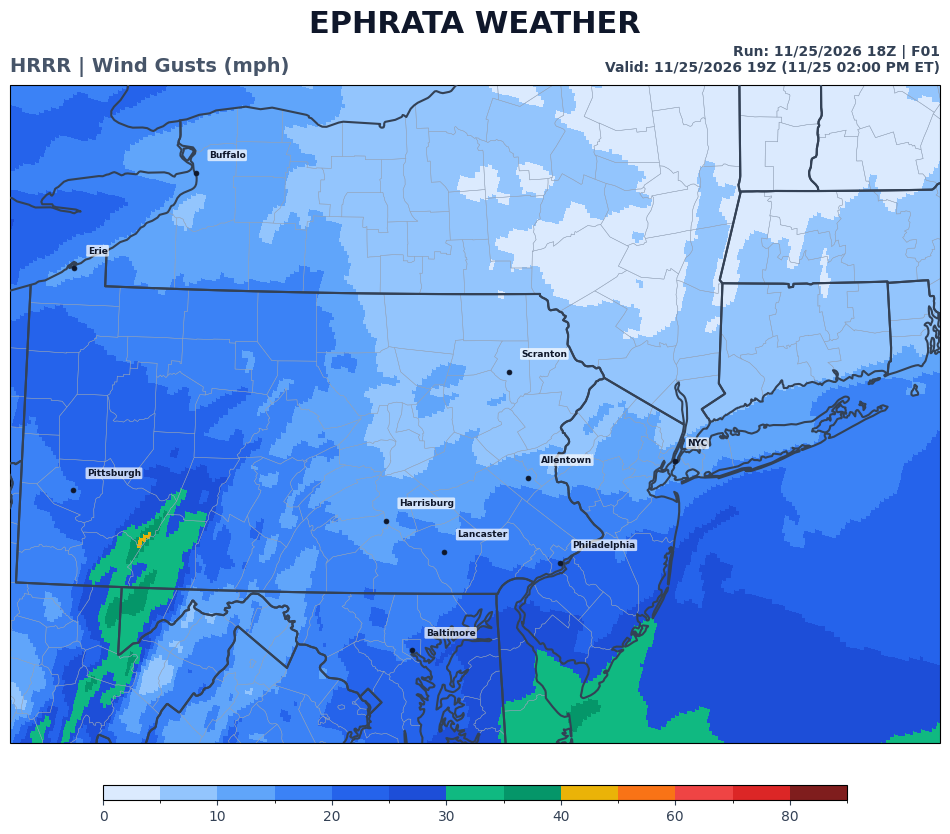 EPHRATA WEATHER
HRRR | Wind Gusts (mph)
Run: 11/25/2026 18Z | F01
Valid: 11/25/2026 19Z (11/25 02:00 PM ET)
Buffalo
Erie
Scranton
NYC
Allentown
Pittsburgh
Harrisburg
Lancaster
Philadelphia
Baltimore
0 10 20 30 40 50 60 70 80